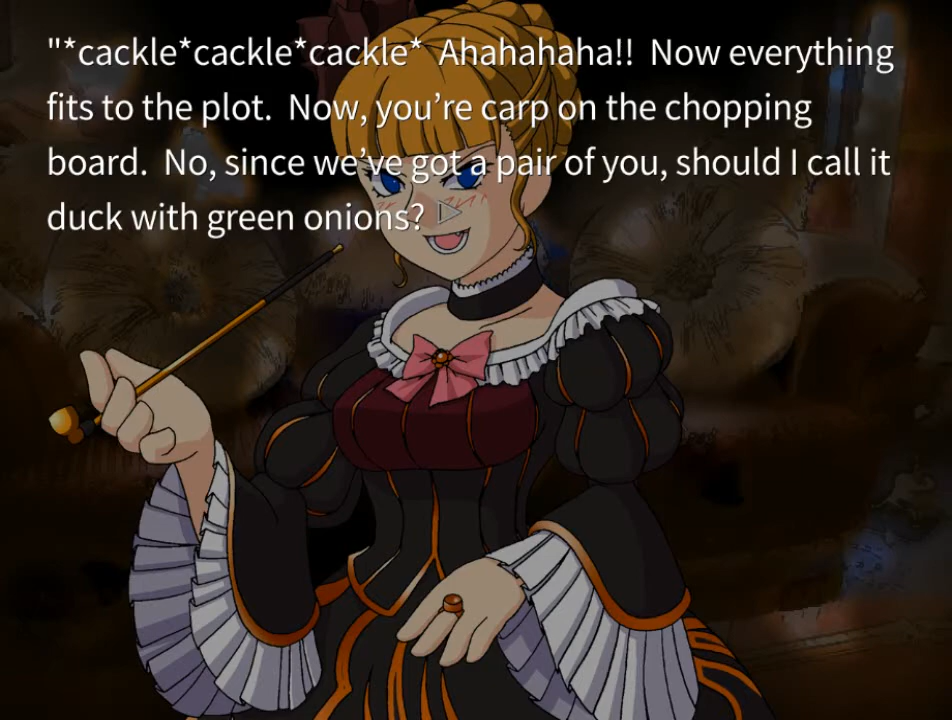 "*cackle*cackle*cackle*  Ahahahaha!!  Now everything
fits to the plot.  Now, you’re carp on the chopping
board.  No, since we’ve got a pair of you, should I call it
duck with green onions?